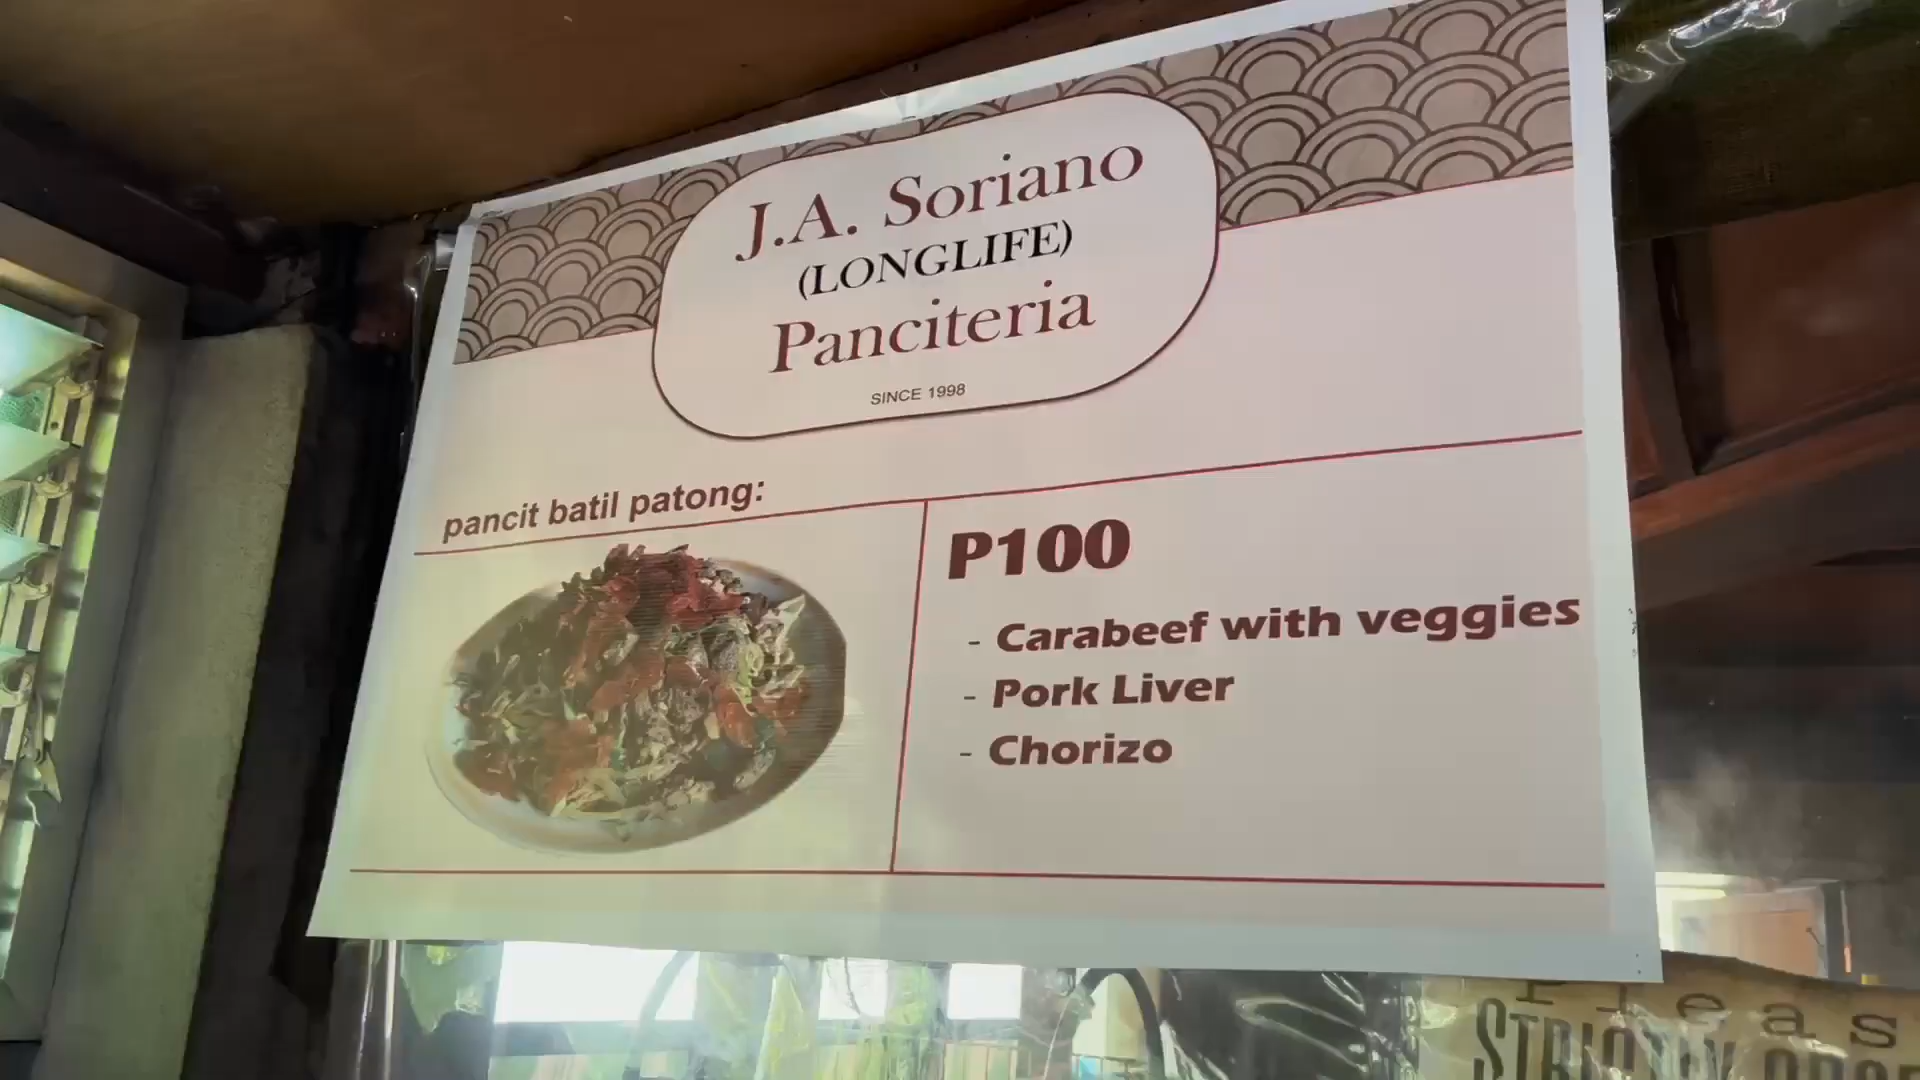 J.A. Soriano
(LONGLIFE)
Panciteria
SINCE 1998
pancit batil patong:
P100
- Carabeef with veggies
- Pork Liver
- Chorizo